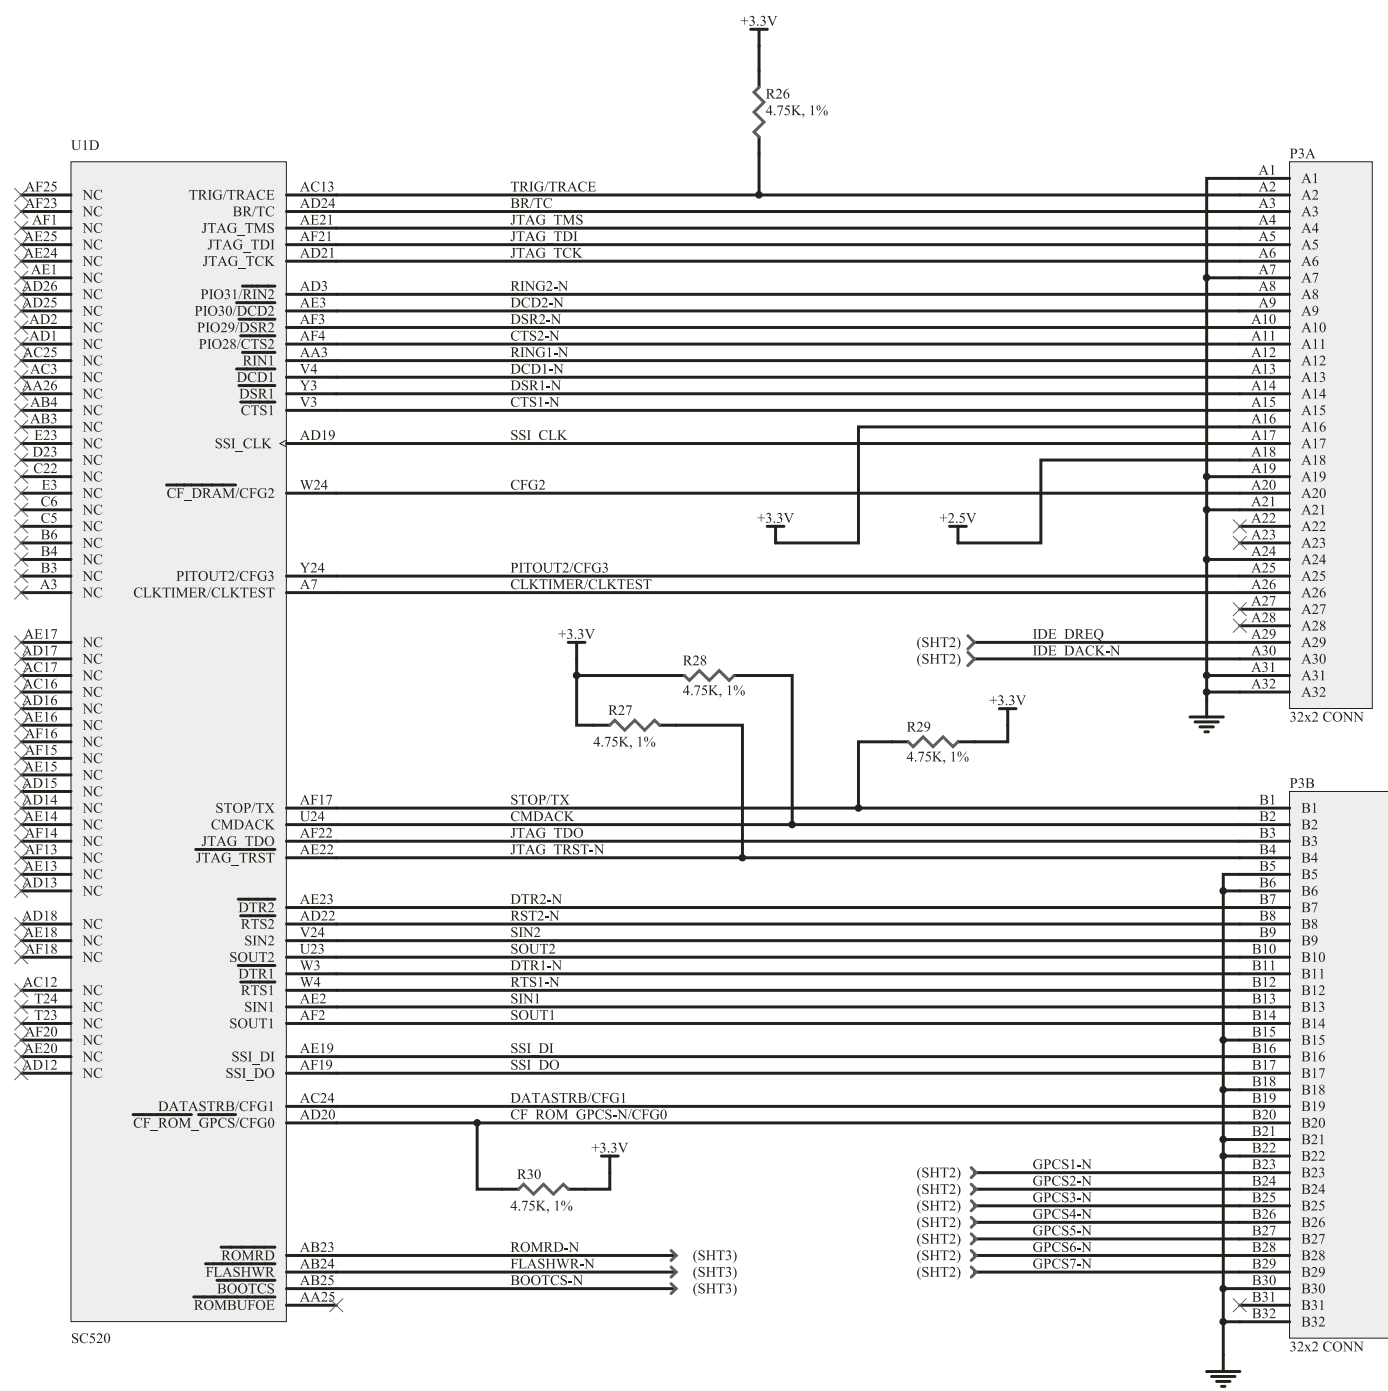 +3.3V
R26
4.75K, 1%
U1D
P3A
A1 A1
AF25 NC TRIG/TRACE AC13 TRIG/TRACE A2 A2
AF23 NC BR/TC AD24 BR/TC A3 A3
AF1 NC JTAG_TMS AE21 JTAG_TMS A4 A4
AE25 NC JTAG_TDI AF21 JTAG_TDI A5 A5
AE24 NC JTAG_TCK AD21 JTAG_TCK A6 A6
AE1 NC A7 A7
AD26 NC PIO31/RIN2 AD3 RING2-N A8 A8
AD25 NC PIO30/DCD2 AE3 DCD2-N A9 A9
AD2 NC PIO29/DSR2 AF3 DSR2-N A10 A10
AD1 NC PIO28/CTS2 AF4 CTS2-N A11 A11
AC25 NC RIN1 AA3 RING1-N A12 A12
AC3 NC DCD1 V4 DCD1-N A13 A13
AA26 NC DSR1 Y3 DSR1-N A14 A14
AB4 NC CTS1 V3 CTS1-N A15 A15
AB3 NC A16 A16
E23 NC SSI_CLK AD19 SSI_CLK A17 A17
D23 NC A18 A18
C22 NC A19 A19
E3 NC CF_DRAM/CFG2 W24 CFG2 A20 A20
C6 NC A21 A21
C5 NC +3.3V +2.5V A22 A22
B6 NC A23 A23
B4 NC A24 A24
B3 NC PITOUT2/CFG3 Y24 PITOUT2/CFG3 A25 A25
A3 NC CLKTIMER/CLKTEST A7 CLKTIMER/CLKTEST A26 A26
A27 A27
A28 A28
AE17 NC +3.3V (SHT2) IDE_DREQ A29 A29
AD17 NC (SHT2) IDE_DACK-N A30 A30
AC17 NC R28 A31 A31
AC16 NC 4.75K, 1% A32 A32
AD16 NC R27 +3.3V
AE16 NC R29 32x2 CONN
AF16 NC 4.75K, 1%
AF15 NC 4.75K, 1%
AE15 NC
AD15 NC P3B
AD14 NC STOP/TX AF17 STOP/TX B1 B1
AE14 NC CMDACK U24 CMDACK B2 B2
AF14 NC JTAG_TDO AF22 JTAG_TDO B3 B3
AF13 NC JTAG_TRST AE22 JTAG_TRST-N B4 B4
AE13 NC B5 B5
AD13 NC B6 B6
DTR2 AE23 DTR2-N B7 B7
AD18 NC RTS2 AD22 RST2-N B8 B8
AE18 NC SIN2 V24 SIN2 B9 B9
AF18 NC SOUT2 U23 SOUT2 B10 B10
DTR1 W3 DTR1-N B11 B11
AC12 NC RTS1 W4 RTS1-N B12 B12
T24 NC SIN1 AE2 SIN1 B13 B13
T23 NC SOUT1 AF2 SOUT1 B14 B14
AF20 NC B15 B15
AE20 NC SSI_DI AE19 SSI_DI B16 B16
AD12 NC SSI_DO AF19 SSI_DO B17 B17
B18 B18
DATASTRB/CFG1 AC24 DATASTRB/CFG1 B19 B19
CF_ROM_GPCS/CFG0 AD20 CF_ROM_GPCS-N/CFG0 B20 B20
B21 B21
+3.3V B22 B22
R30 (SHT2) GPCS1-N B23 B23
(SHT2) GPCS2-N B24 B24
4.75K, 1% (SHT2) GPCS3-N B25 B25
(SHT2) GPCS4-N B26 B26
(SHT2) GPCS5-N B27 B27
ROMRD AB23 ROMRD-N (SHT3) (SHT2) GPCS6-N B28 B28
FLASHWR AB24 FLASHWR-N (SHT3) (SHT2) GPCS7-N B29 B29
BOOTCS AB25 BOOTCS-N (SHT3) B30 B30
ROMBUFOE AA25 B31 B31
B32 B32
SC520
32x2 CONN